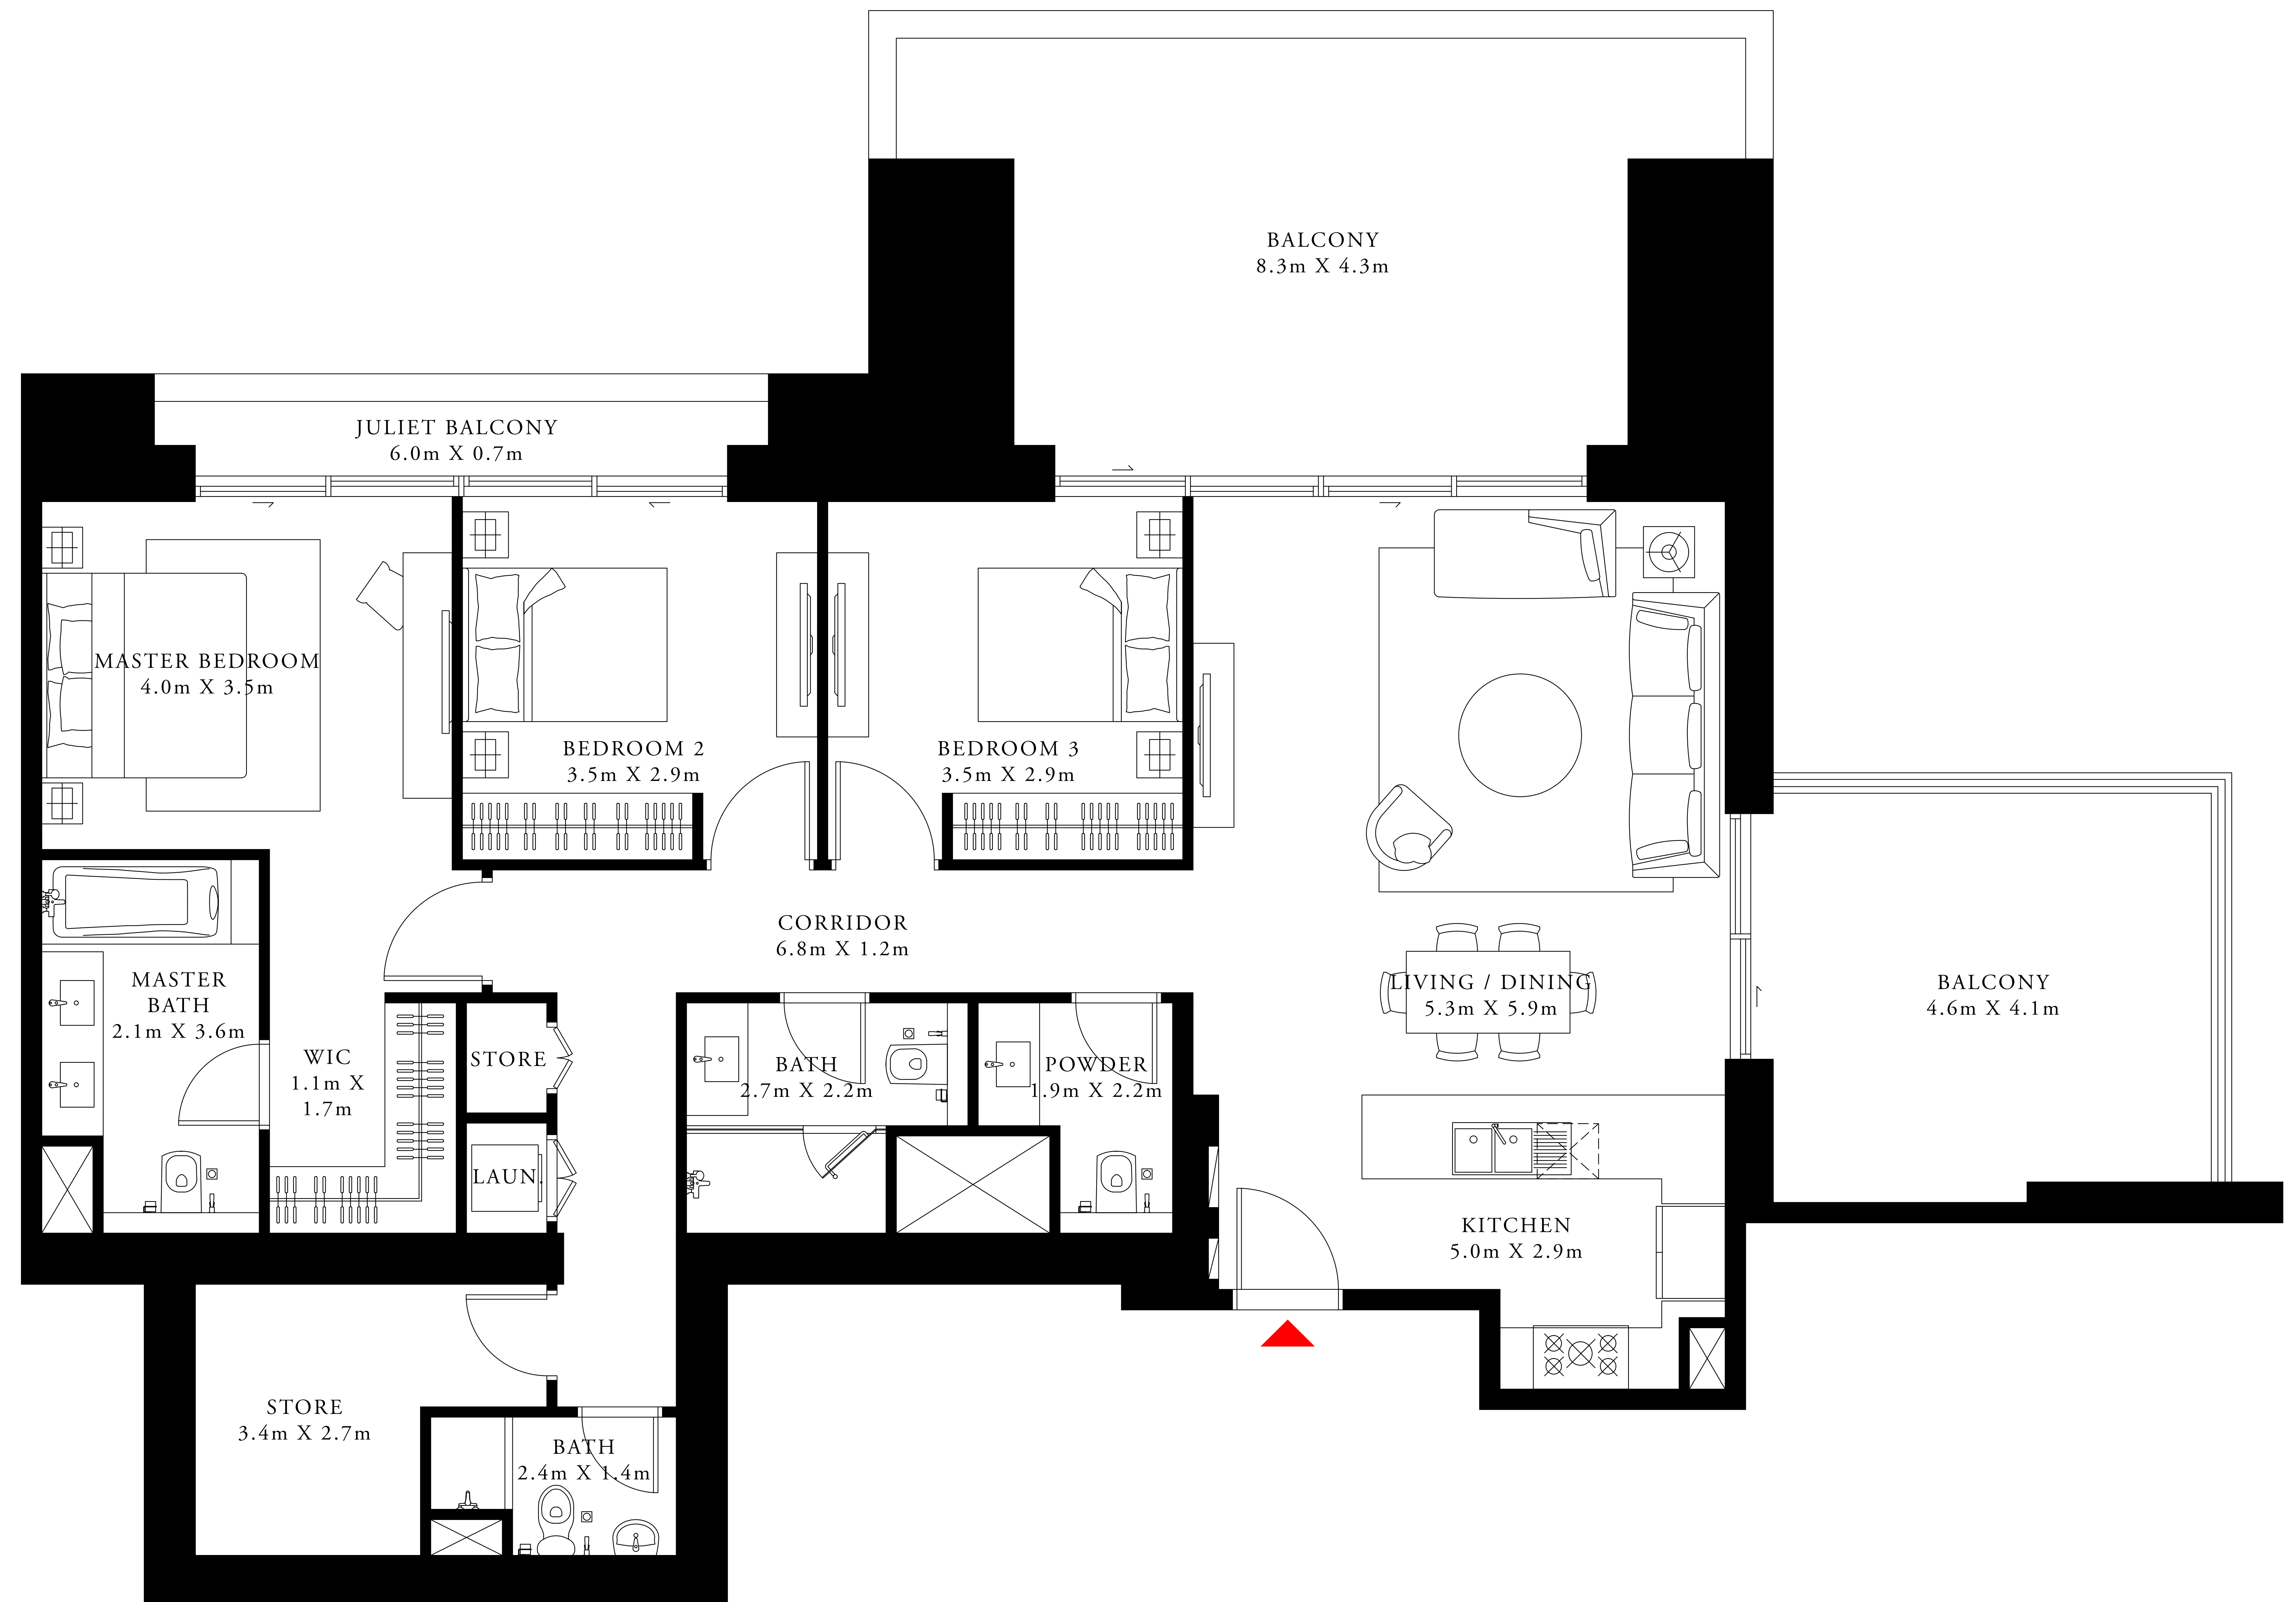 BALCONY
8.3m X 4.3m
JULIET BALCONY
6.0m X 0.7m
MASTER BEDROOM
4.0m X 3.5m
BEDROOM 2
3.5m X 2.9m
BEDROOM 3
3.5m X 2.9m
CORRIDOR
6.8m X 1.2m
MASTER
BATH
2.1m X 3.6m
WIC
1.1m X
1.7m
STORE
LAUN.
BATH
2.7m X 2.2m
POWDER
1.9m X 2.2m
LIVING / DINING
5.3m X 5.9m
BALCONY
4.6m X 4.1m
KITCHEN
5.0m X 2.9m
STORE
3.4m X 2.7m
BATH
2.4m X 1.4m